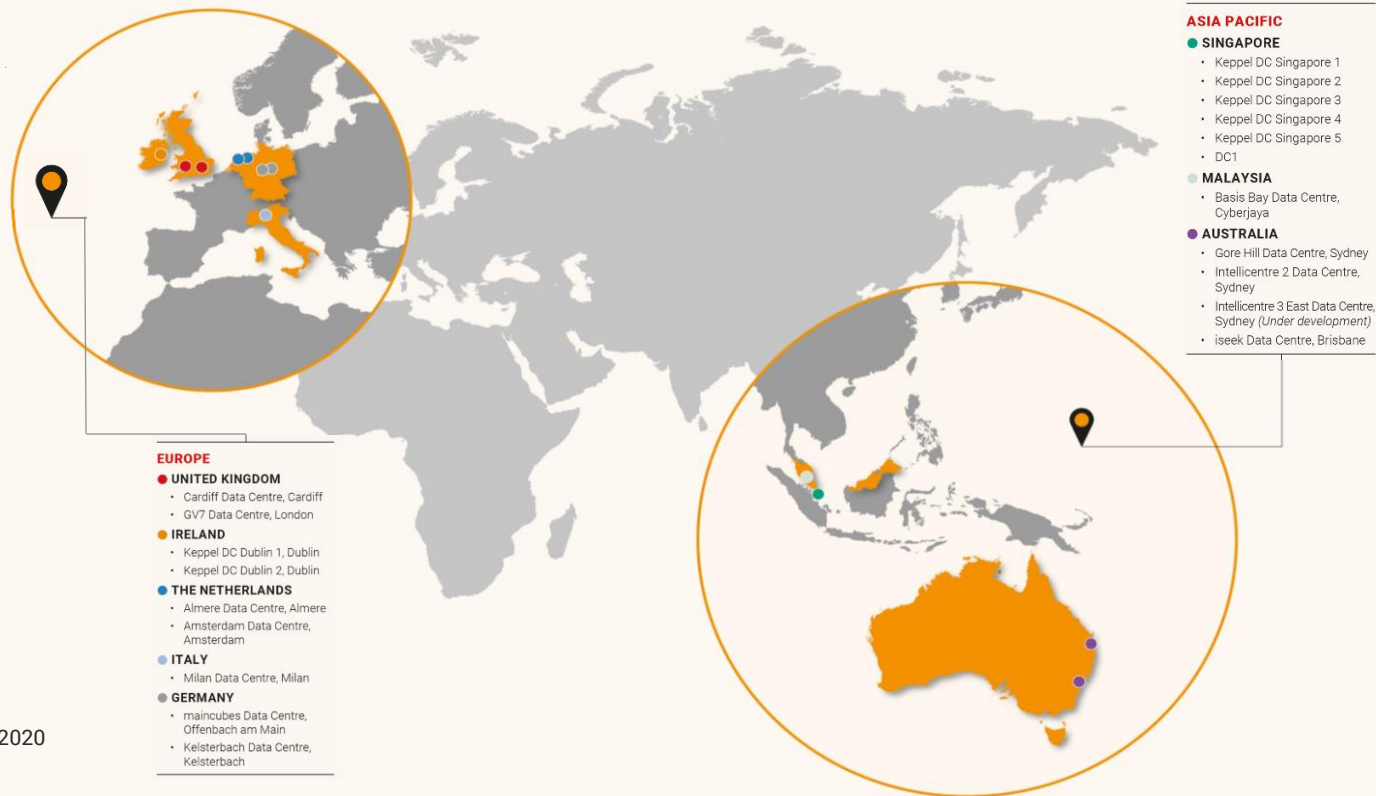 ASIA PACIFIC
SINGAPORE
• Keppel DC Singapore 1
• Keppel DC Singapore 2
• Keppel DC Singapore 3
• Keppel DC Singapore 4
• Keppel DC Singapore 5
• DC1
MALAYSIA
• Basis Bay Data Centre,
Cyberjaya
AUSTRALIA
• Gore Hill Data Centre, Sydney
• Intellicentre 2 Data Centre,
Sydney
• Intellicentre 3 East Data Centre,
Sydney (Under development)
• iseek Data Centre, Brisbane
EUROPE
UNITED KINGDOM
• Cardiff Data Centre, Cardiff
• GV7 Data Centre, London
IRELAND
• Keppel DC Dublin 1, Dublin
• Keppel DC Dublin 2, Dublin
THE NETHERLANDS
• Almere Data Centre, Almere
• Amsterdam Data Centre,
Amsterdam
ITALY
• Milan Data Centre, Milan
GERMANY
• maincubes Data Centre,
Offenbach am Main
• Kelsterbach Data Centre,
Kelsterbach
2020